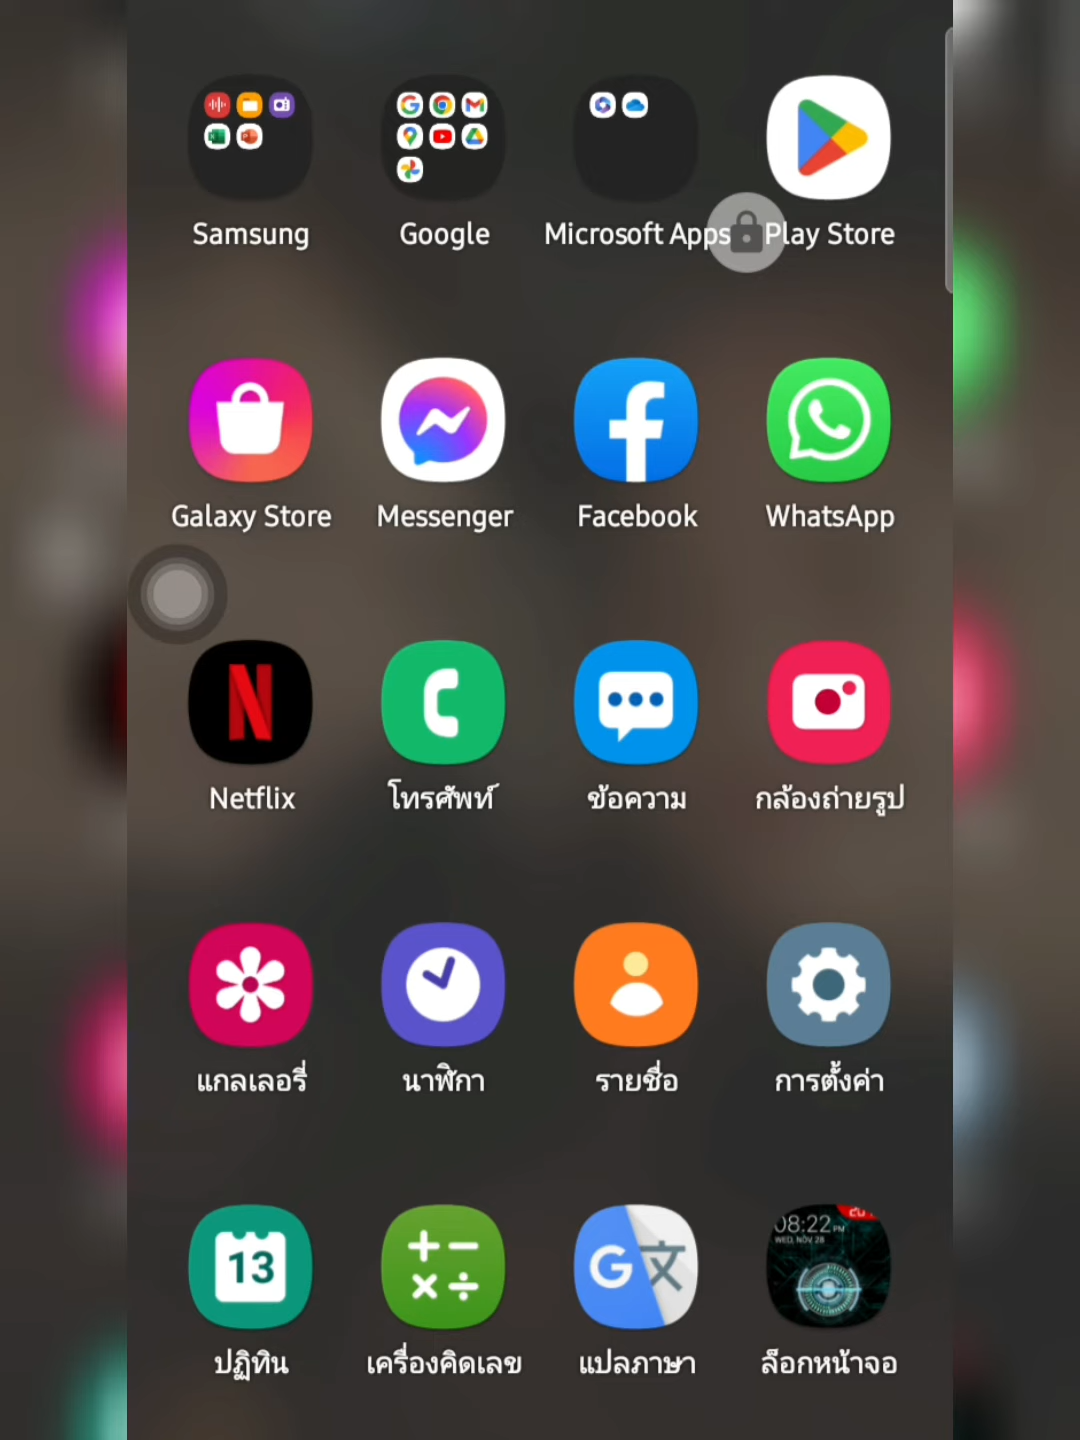 Samsung
Google
Microsoft Apps
Play Store
Galaxy Store
Messenger
Facebook
WhatsApp
Netflix
โทรศัพท์
ข้อความ
กล้องถ่ายรูป
แกลเลอรี่
นาฬิกา
รายชื่อ
การตั้งค่า
13
08:22 PM
WED, NOV 28
ปฏิทิน
เครื่องคิดเลข
แปลภาษา
ล็อกหน้าจอ